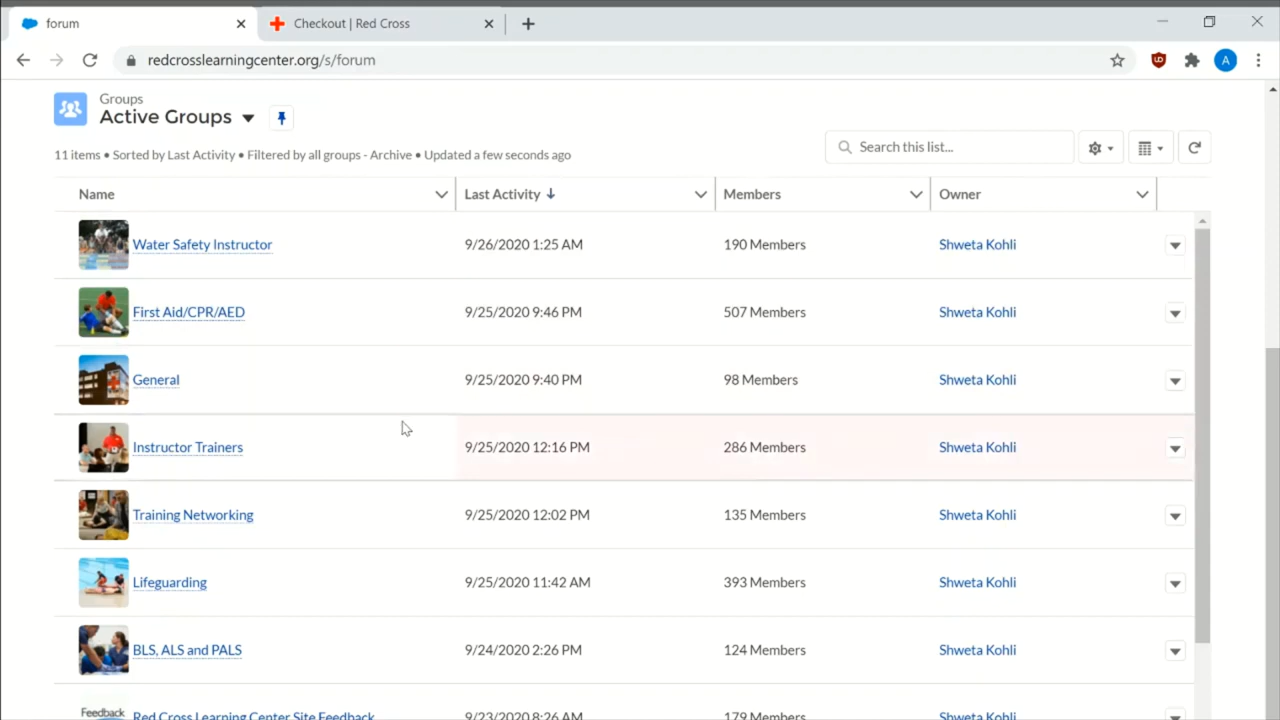 forum
Checkout | Red Cross
redcrosslearningcenter.org/s/forum
A
Groups
Active Groups
11 items • Sorted by Last Activity • Filtered by all groups - Archive • Updated a few seconds ago
Search this list...
Name Last Activity Members Owner
Water Safety Instructor 9/26/2020 1:25 AM 190 Members Shweta Kohli
First Aid/CPR/AED 9/25/2020 9:46 PM 507 Members Shweta Kohli
General 9/25/2020 9:40 PM 98 Members Shweta Kohli
Instructor Trainers 9/25/2020 12:16 PM 286 Members Shweta Kohli
Training Networking 9/25/2020 12:02 PM 135 Members Shweta Kohli
Lifeguarding 9/25/2020 11:42 AM 393 Members Shweta Kohli
BLS, ALS and PALS 9/24/2020 2:26 PM 124 Members Shweta Kohli
Feedback
Red Cross Learning Center Site Feedback 9/23/2020 8:26 AM 179 Members Shweta Kohli